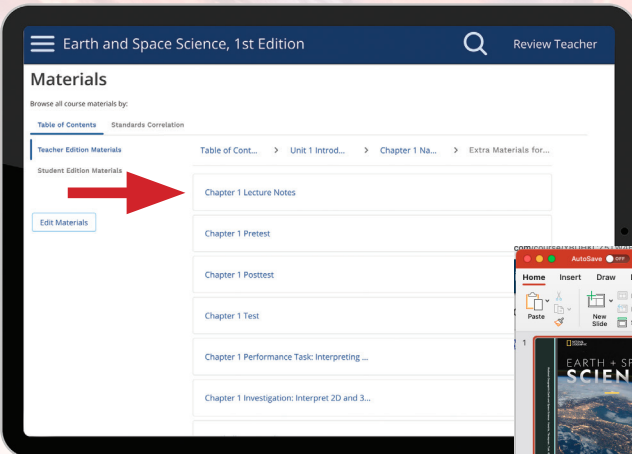 Earth and Space Science, 1st Edition
Review Teacher
Materials
Browse all course materials by:
Table of Contents Standards Correlation
Teacher Edition Materials
Student Edition Materials
Edit Materials
Table of Cont... > Unit 1 Introd... > Chapter 1 Na... > Extra Materials for...
Chapter 1 Lecture Notes
Chapter 1 Pretest
Chapter 1 Posttest
Chapter 1 Test
Chapter 1 Performance Task: Interpreting ...
Chapter 1 Investigation: Interpret 2D and 3...
AutoSave OFF
Home Insert Draw
Paste
New
Slide
1
EARTH + SP
SCIEN